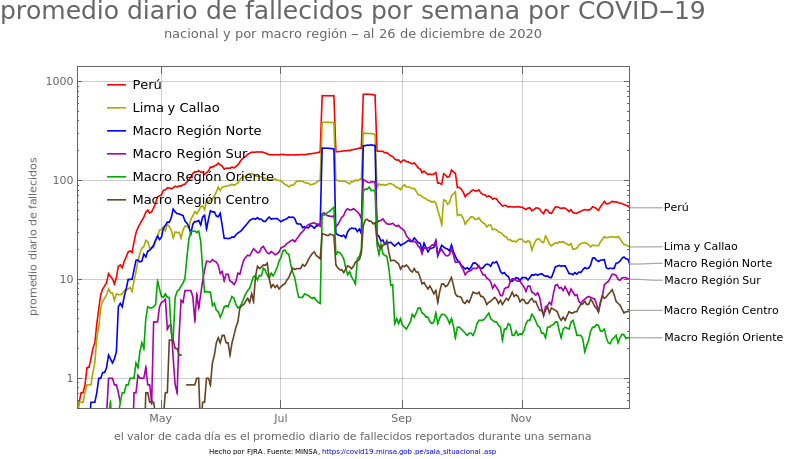 promedio diario de fallecidos por semana por COVID−19
nacional y por macro región − al 26 de diciembre de 2020
Perú
Lima y Callao
Macro Región Norte
Macro Región Sur
Macro Región Oriente
Macro Región Centro
promedio diario de fallecidos
1000
100
10
1
May
Jul
Sep
Nov
Perú
Lima y Callao
Macro Región Norte
Macro Región Sur
Macro Región Centro
Macro Región Oriente
el valor de cada día es el promedio diario de fallecidos reportados durante una semana
Hecho por FJRA. Fuente: MINSA, https://covid19.minsa.gob.pe/sala_situacional .asp